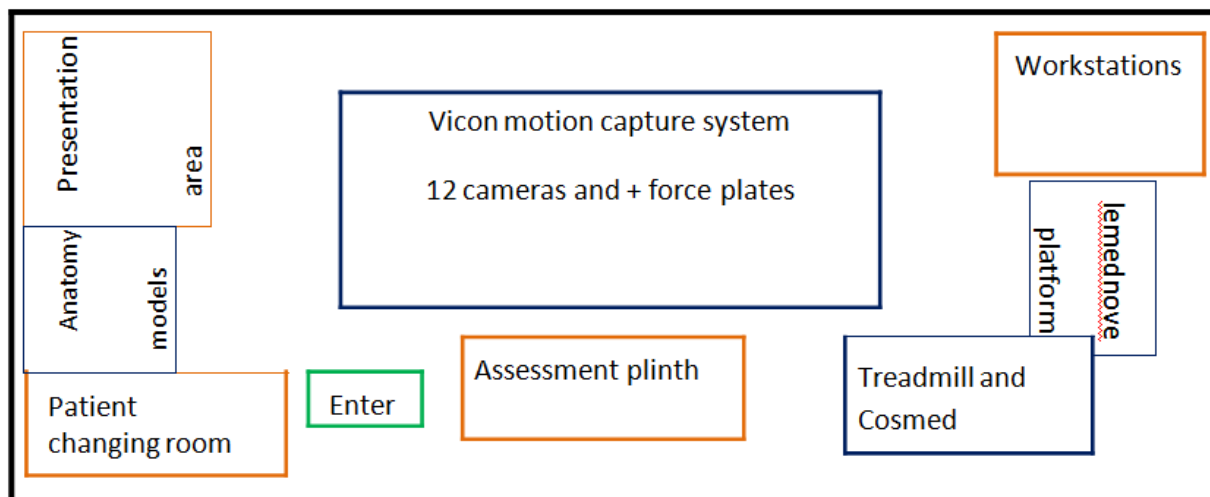 Presentation
area
Vicon motion capture system
12 cameras and + force plates
Workstations
Anatomy
models
lemednove
platform
Patient
changing room
Enter
Assessment plinth
Treadmill and
Cosmed